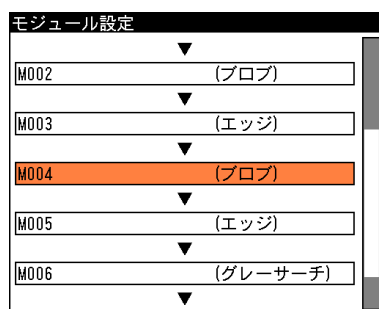 モジュール設定
▼
M002 (ブロブ)
▼
M003 (エッジ)
▼
M004 (ブロブ)
▼
M005 (エッジ)
▼
M006 (グレーサーチ)
▼